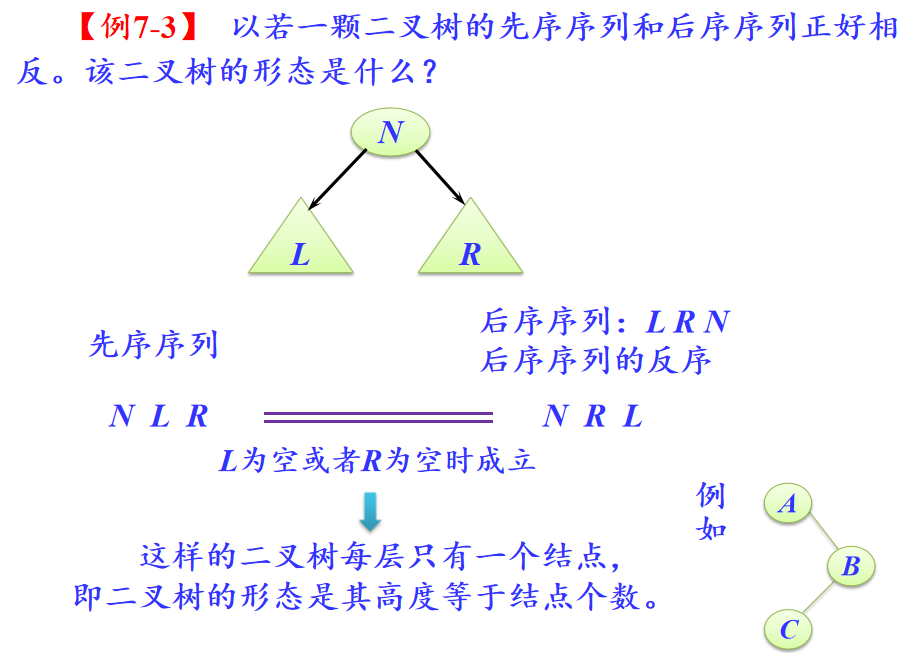 【例7-3】 以若一颗二叉树的先序序列和后序序列正好相
反。该二叉树的形态是什么？
N
L
R
先序序列
后序序列：L R N
后序序列的反序
N L R
N R L
L为空或者R为空时成立
这样的二叉树每层只有一个结点，
即二叉树的形态是其高度等于结点个数。
例
如
A
B
C